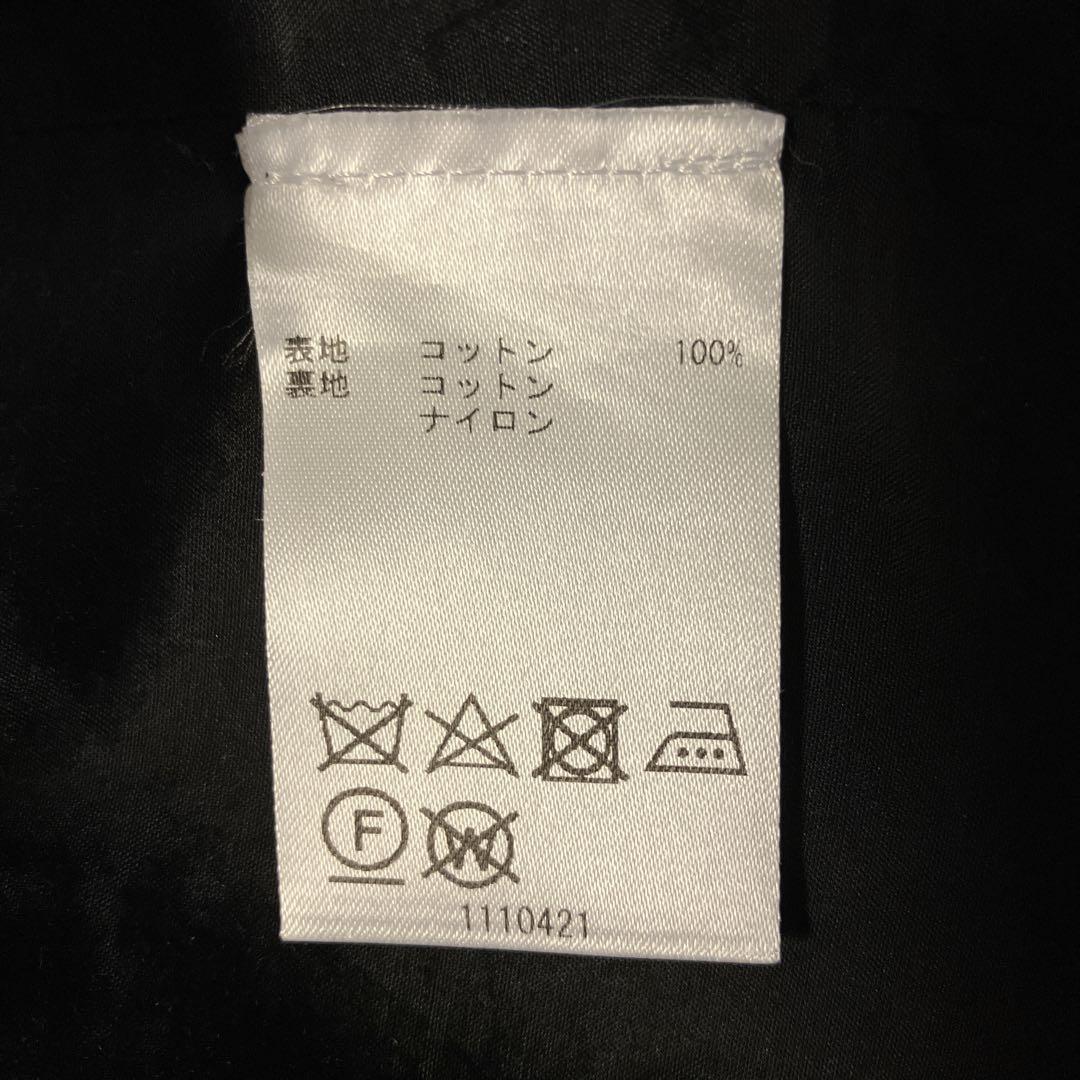 表地 コットン 100%
裏地 コットン
ナイロン
F
W
1110421